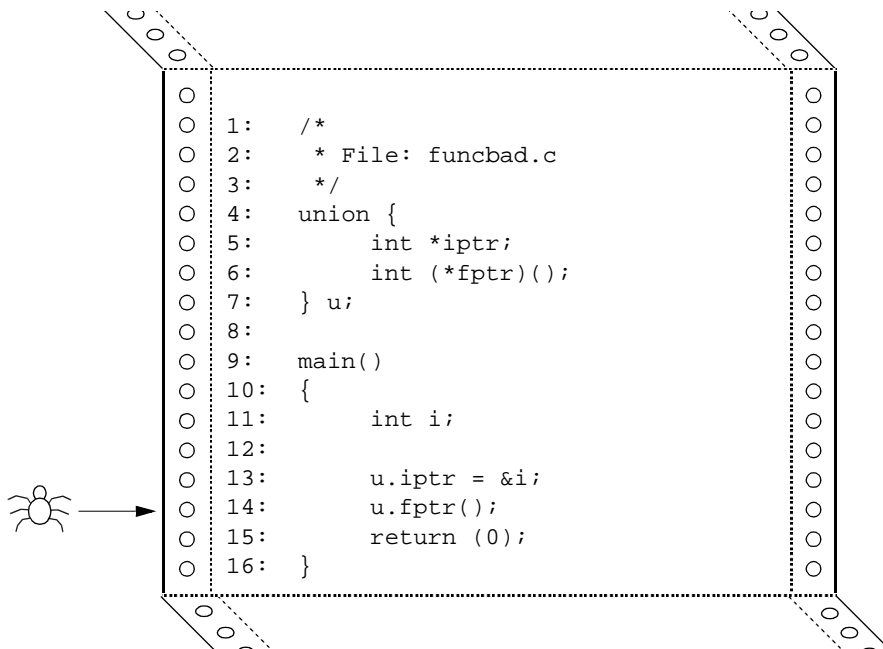 1: /*
2: * File: funcbad.c
3: */
4: union {
5: int *iptr;
6: int (*fptr)();
7: } u;
8:
9: main()
10: {
11: int i;
12:
13: u.iptr = &i;
14: u.fptr();
15: return (0);
16: }